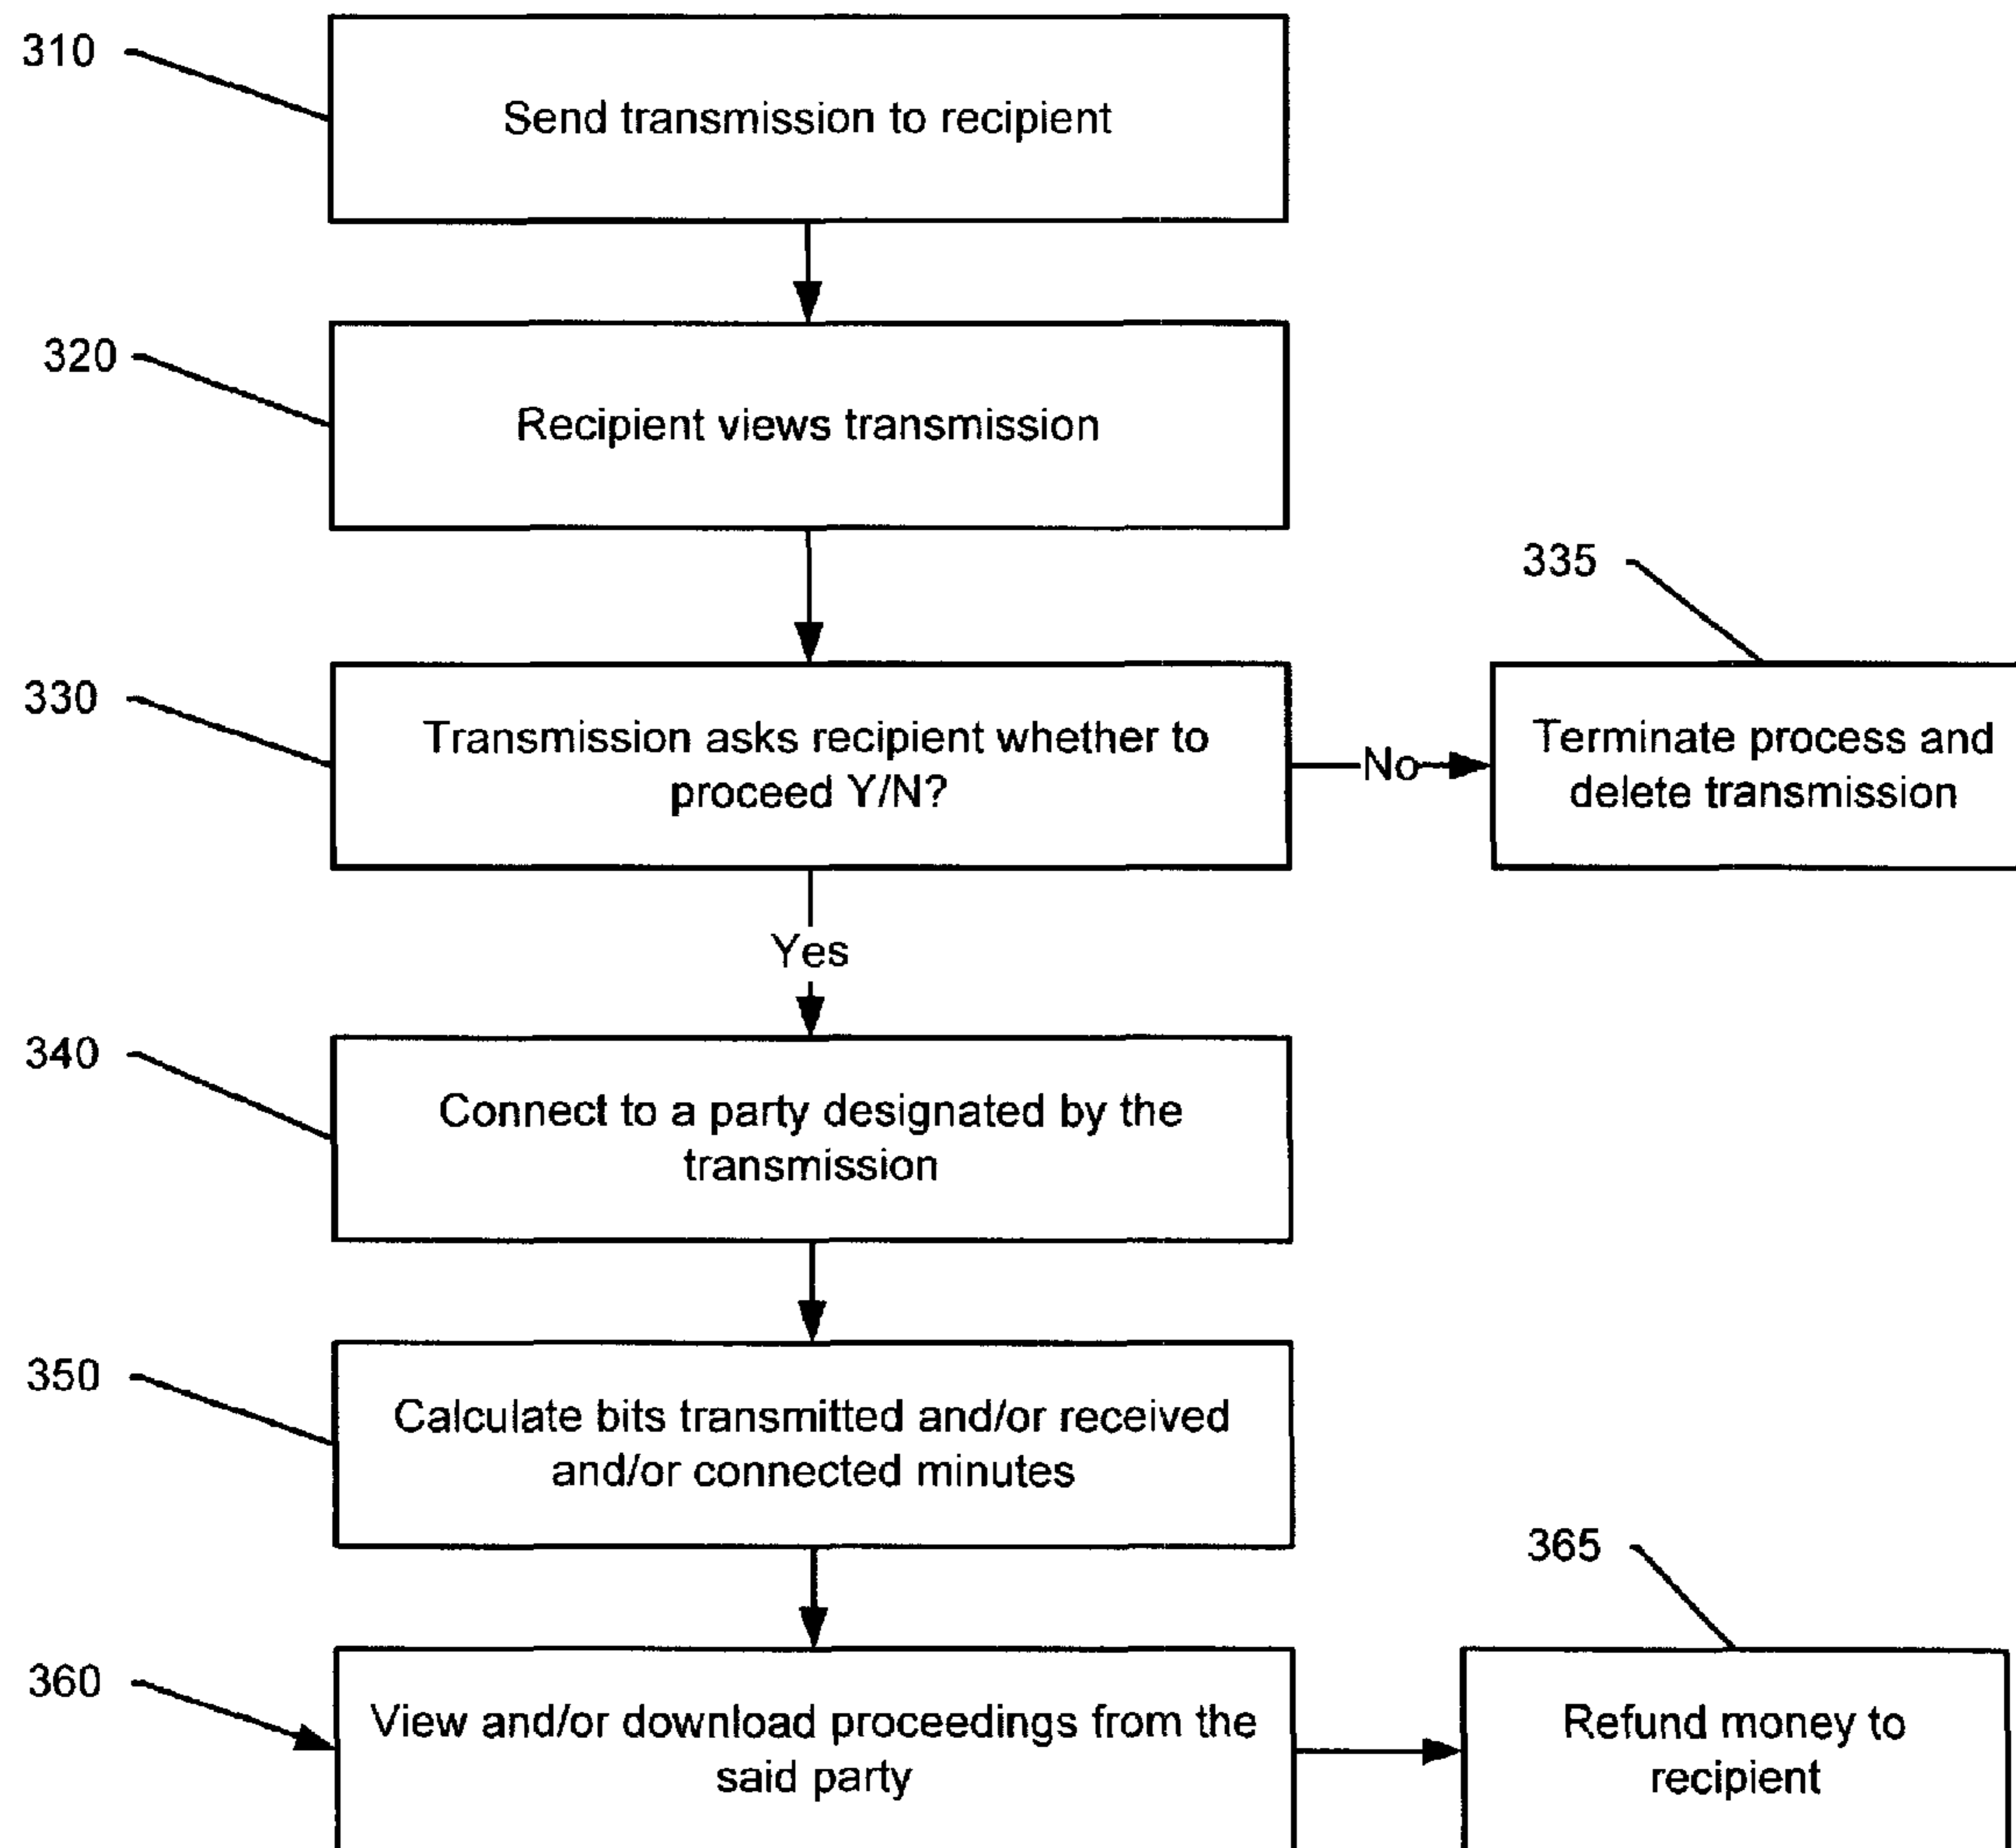 310
Send transmission to recipient
320
Recipient views transmission
335
330
Transmission asks recipient whether to
proceed Y/N?
No
Terminate process and
delete transmission
Yes
340
Connect to a party designated by the
transmission
350
Calculate bits transmitted and/or received
and/or connected minutes
365
360
View and/or download proceedings from the
said party
Refund money to
recipient